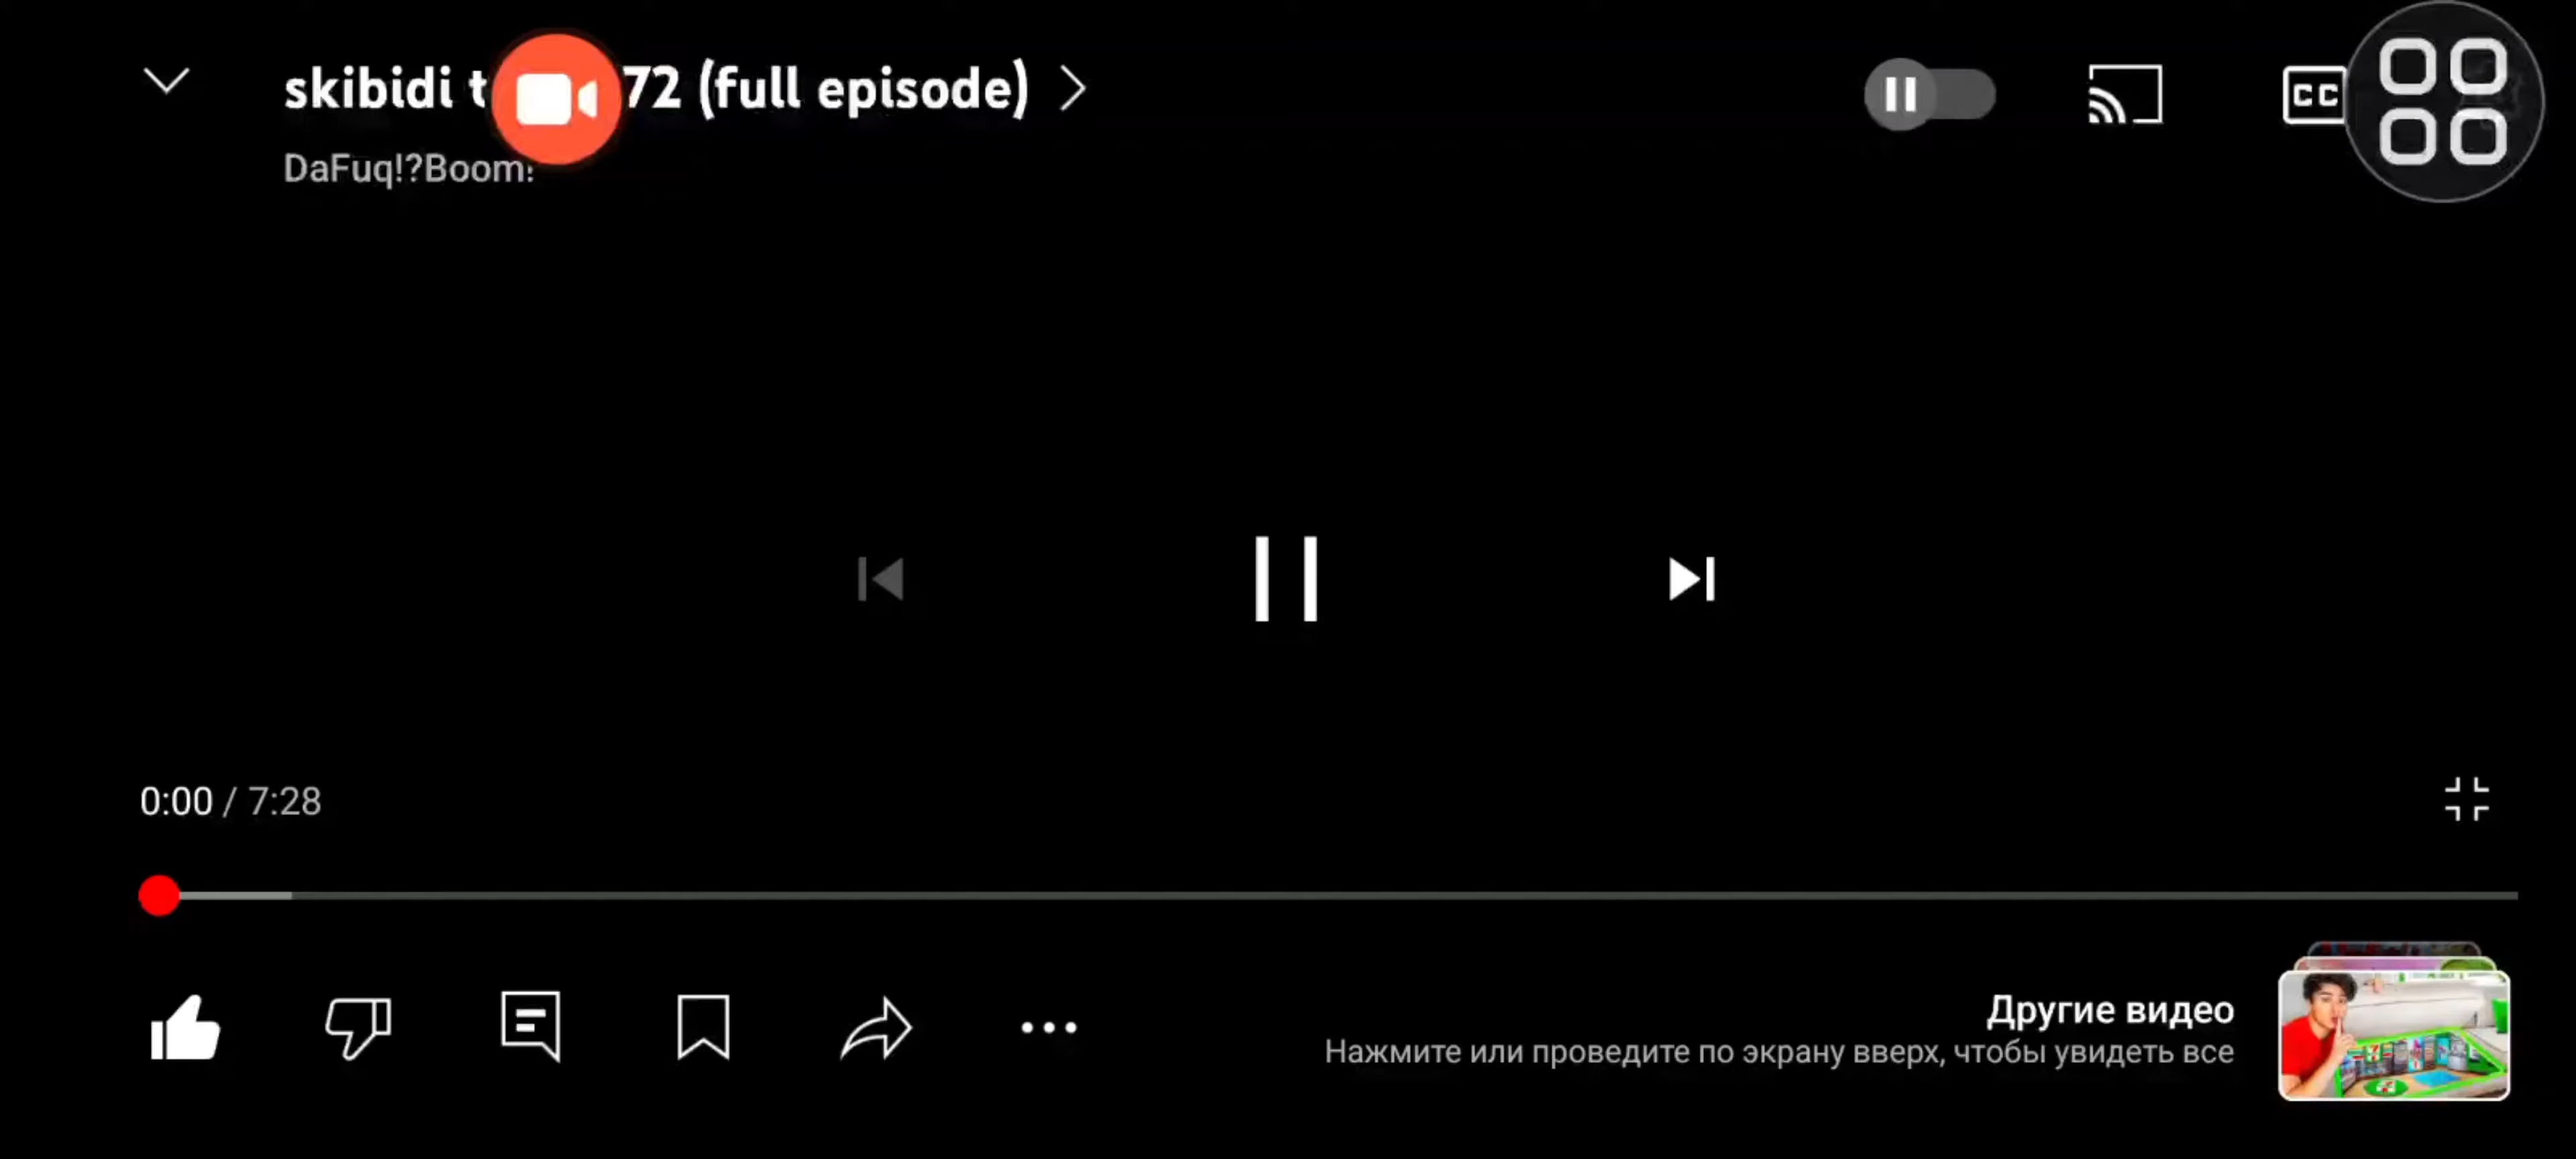 skibidi t 72 (full episode)
DaFuq!?Boom!
CC
0:00 / 7:28
Другие видео
Нажмите или проведите по экрану вверх, чтобы увидеть все